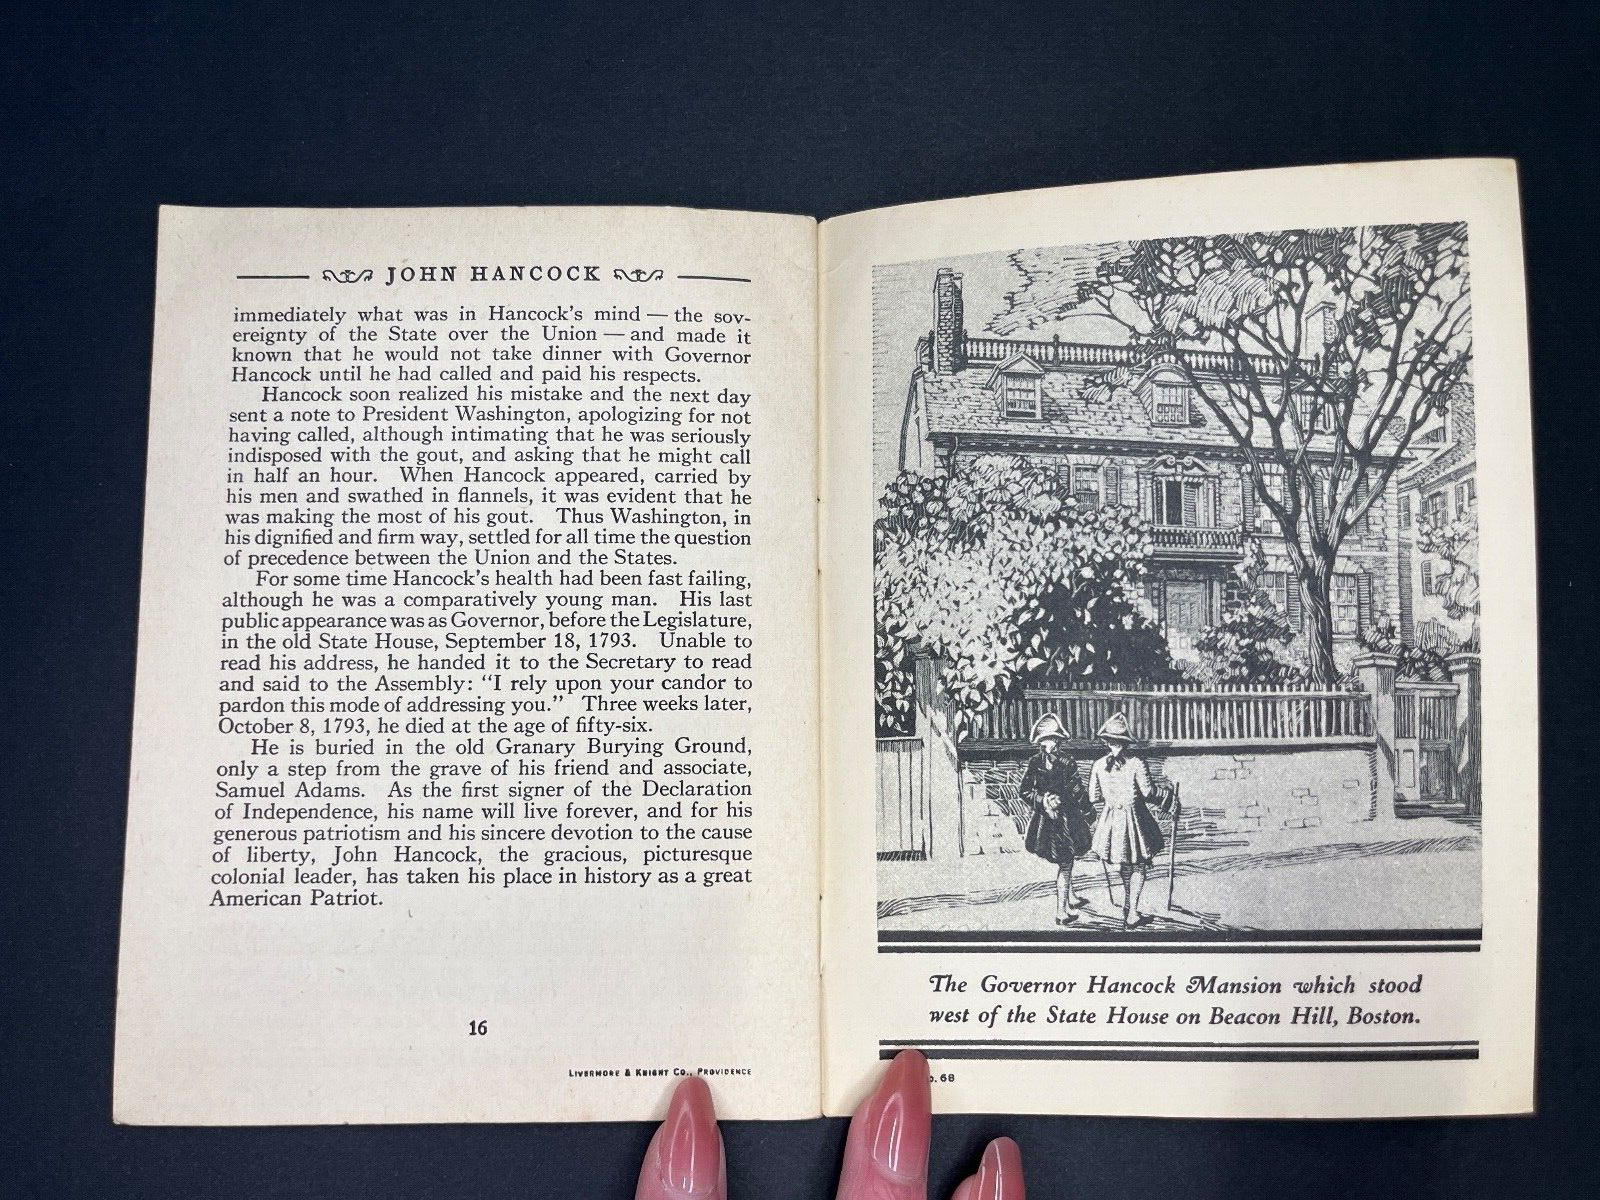 JOHN HANCOCK
immediately what was in Hancock's mind — the sov-
ereignty of the State over the Union — and made it
known that he would not take dinner with Governor
Hancock until he had called and paid his respects.
Hancock soon realized his mistake and the next day
sent a note to President Washington, apologizing for not
having called, although intimating that he was seriously
indisposed with the gout, and asking that he might call
in half an hour. When Hancock appeared, carried by
his men and swathed in flannels, it was evident that he
was making the most of his gout. Thus Washington, in
his dignified and firm way, settled for all time the question
of precedence between the Union and the States.
For some time Hancock's health had been fast failing,
although he was a comparatively young man. His last
public appearance was as Governor, before the Legislature,
in the old State House, September 18, 1793. Unable to
read his address, he handed it to the Secretary to read
and said to the Assembly: "I rely upon your candor to
pardon this mode of addressing you." Three weeks later,
October 8, 1793, he died at the age of fifty-six.
He is buried in the old Granary Burying Ground,
only a step from the grave of his friend and associate,
Samuel Adams. As the first signer of the Declaration
of Independence, his name will live forever, and for his
generous patriotism and his sincere devotion to the cause
of liberty, John Hancock, the gracious, picturesque
colonial leader, has taken his place in history as a great
American Patriot.
16
LIVERMORE & KNIGHT CO., PROVIDENCE
The Governor Hancock Mansion which stood
west of the State House on Beacon Hill, Boston.
68